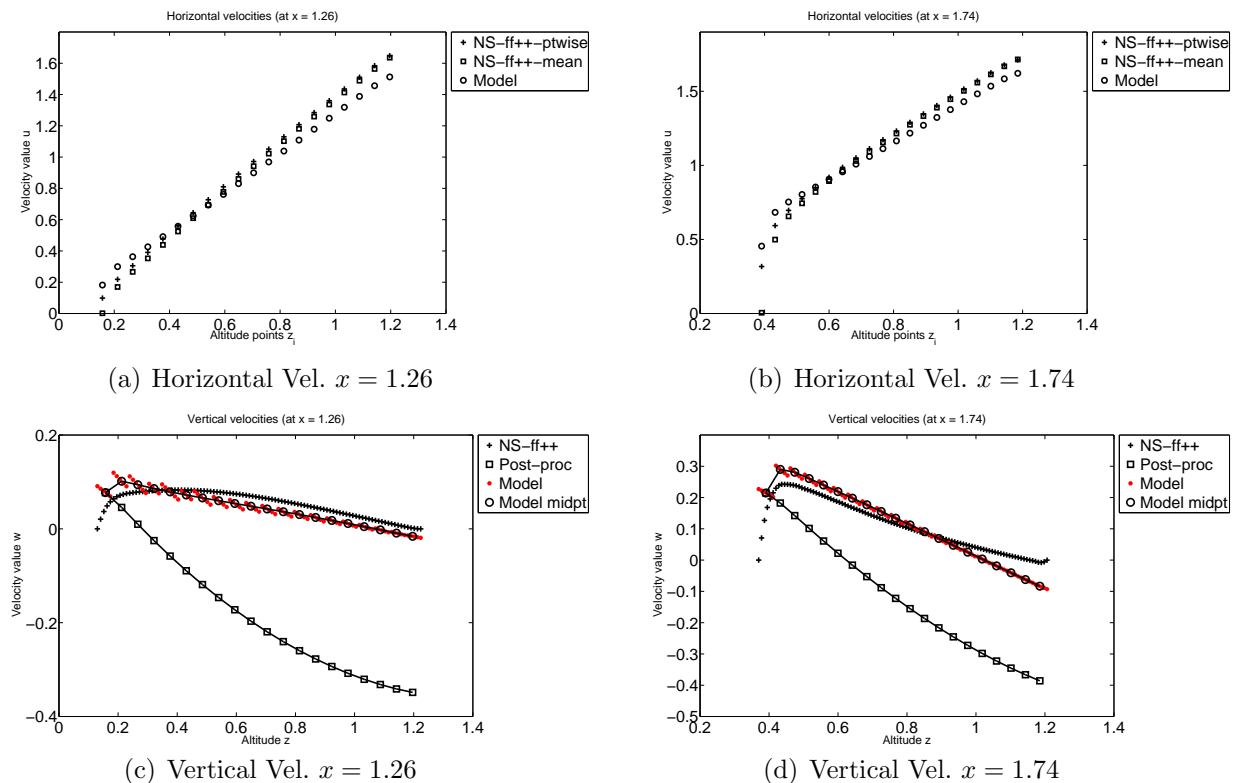 Horizontal velocities (at x = 1.26)
1.6
1.4
1.2
1
0.8
0.6
0.4
0.2
0
0
0.2
0.4
0.6
0.8
1
1.2
1.4
Velocity value u
Altitude points z_i
NS−ff++−ptwise
NS−ff++−mean
Model
(a) Horizontal Vel. x = 1.26
Horizontal velocities (at x = 1.74)
1.5
1
0.5
0
0.2
0.4
0.6
0.8
1
1.2
1.4
Velocity value u
Altitude points z_i
NS−ff++−ptwise
NS−ff++−mean
Model
(b) Horizontal Vel. x = 1.74
Vertical velocities (at x = 1.26)
0.2
0
−0.2
−0.4
0
0.2
0.4
0.6
0.8
1
1.2
1.4
Velocity value w
Altitude z
NS−ff++
Post−proc
Model
Model midpt
(c) Vertical Vel. x = 1.26
Vertical velocities (at x = 1.74)
0.3
0.2
0.1
0
−0.1
−0.2
−0.3
−0.4
−0.5
0.2
0.4
0.6
0.8
1
1.2
1.4
Velocity value w
Altitude z
NS−ff++
Post−proc
Model
Model midpt
(d) Vertical Vel. x = 1.74